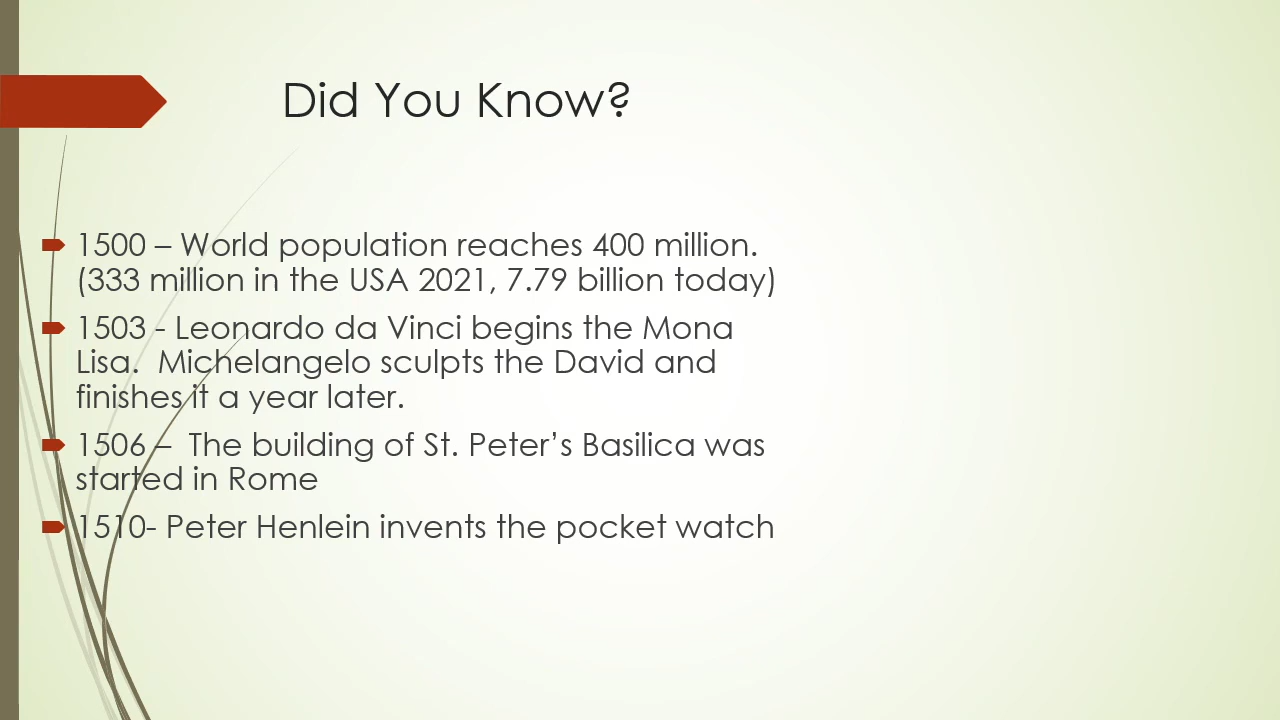 Did You Know?
1500 – World population reaches 400 million.
(333 million in the USA 2021, 7.79 billion today)
1503 - Leonardo da Vinci begins the Mona
Lisa.  Michelangelo sculpts the David and
finishes it a year later.
1506 –  The building of St. Peter’s Basilica was
started in Rome
1510- Peter Henlein invents the pocket watch